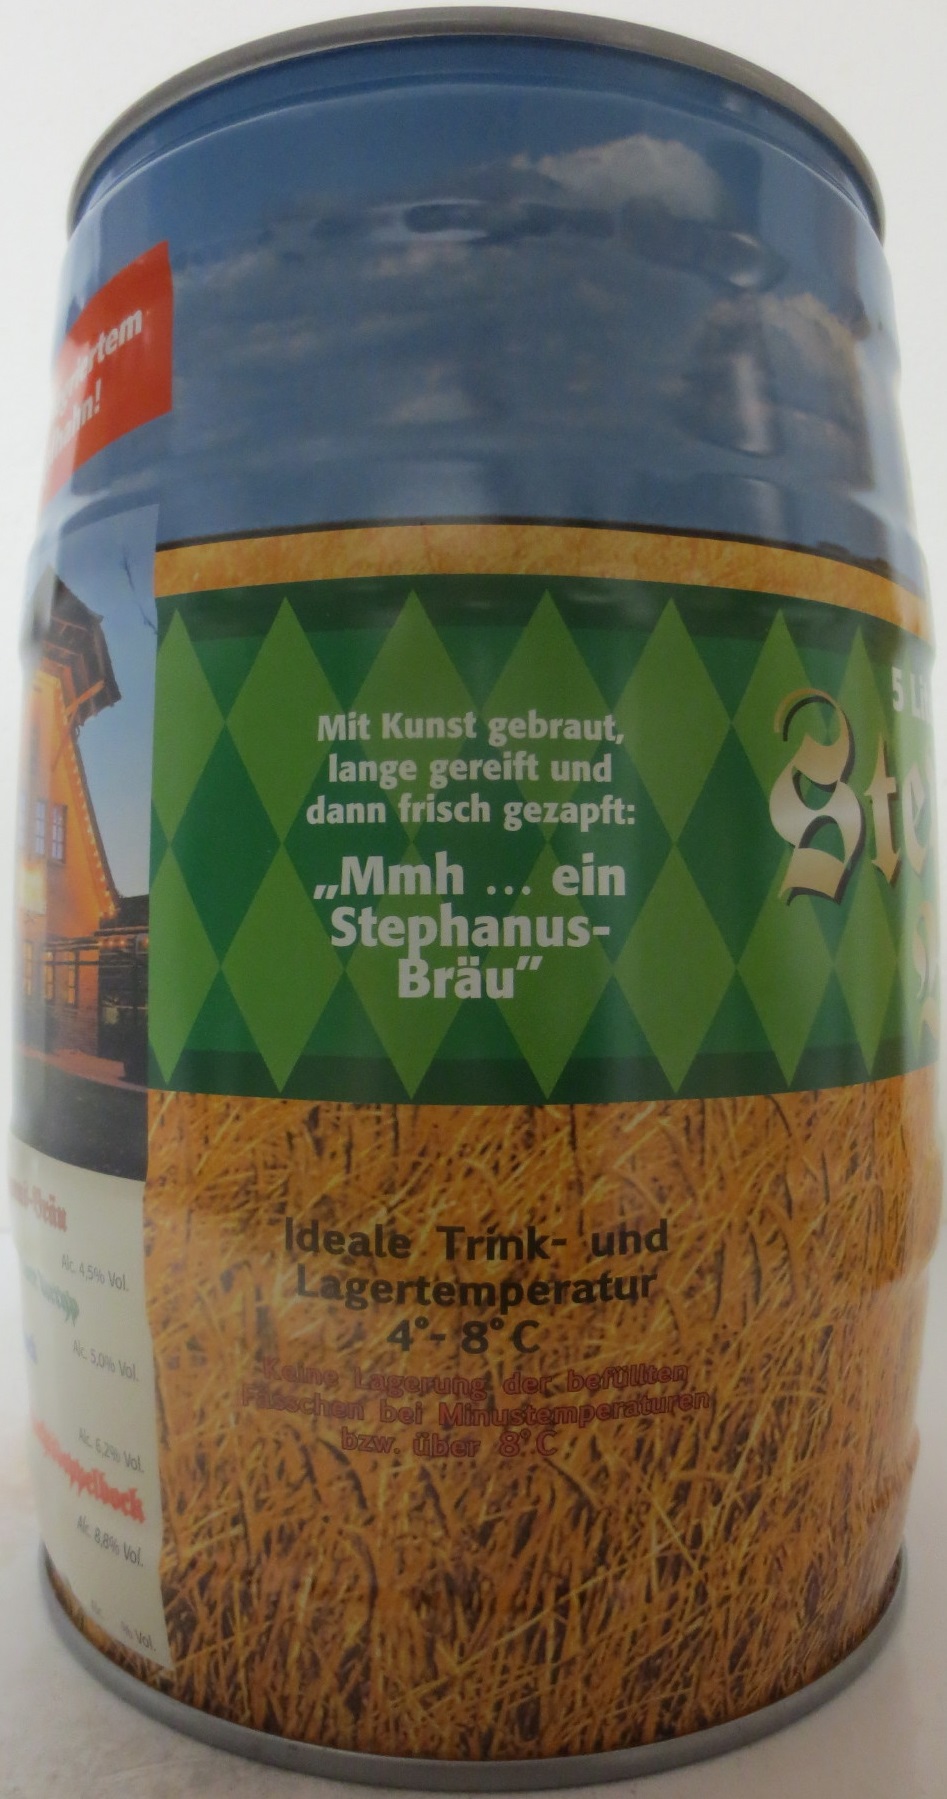 Mit Kunst gebraut,
lange gereift und
dann frisch gezapft:
„Mmh ... ein
Stephanus-
Bräu”
5
Ideale Trink- und
Lagertemperatur
4°- 8°C
Keine Lagerung der befüllten
Fässchen bei Minustemperaturen
bzw. über 8°C
Alc. 4,5% Vol.
Alc. 5,0% Vol.
Alc. 6,2% Vol.
Alc. 8,8% Vol.
% Vol.